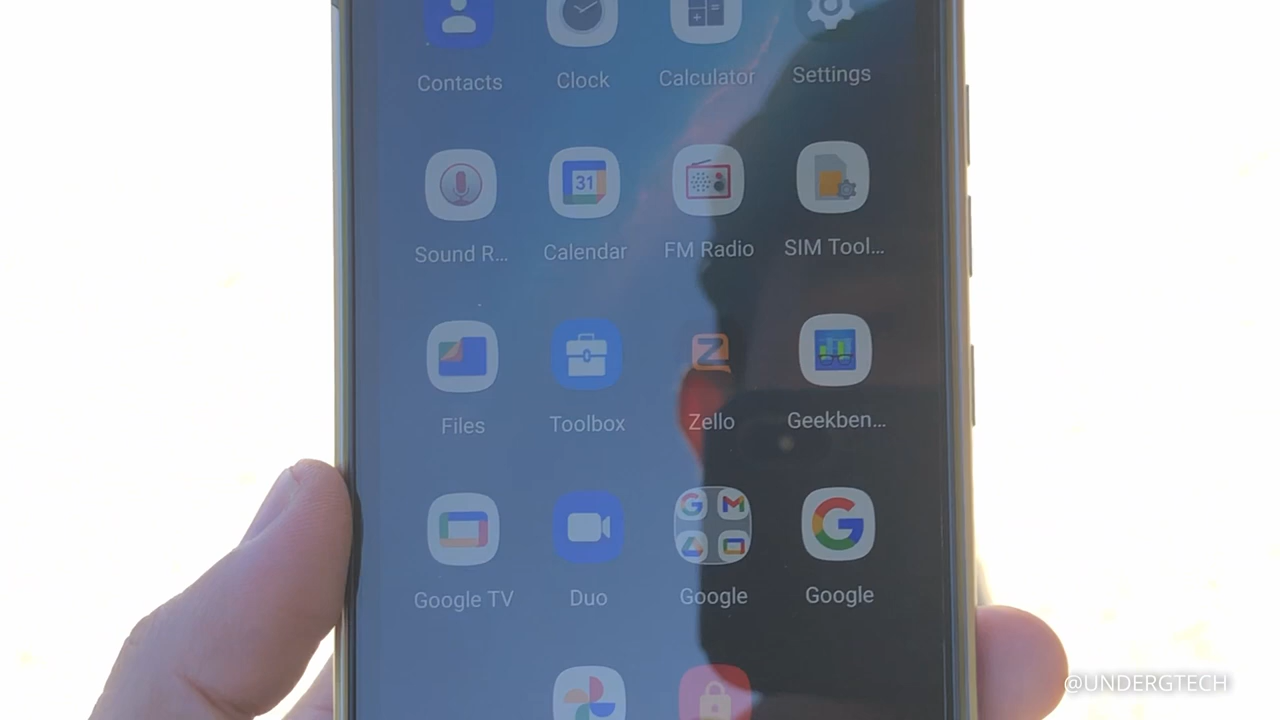 Contacts Clock Calculator Settings
31
Sound R... Calendar FM Radio SIM Tool...
Z
Files Toolbox Zello Geekben...
G M
G
Google TV Duo Google Google
@UNDERGTECH